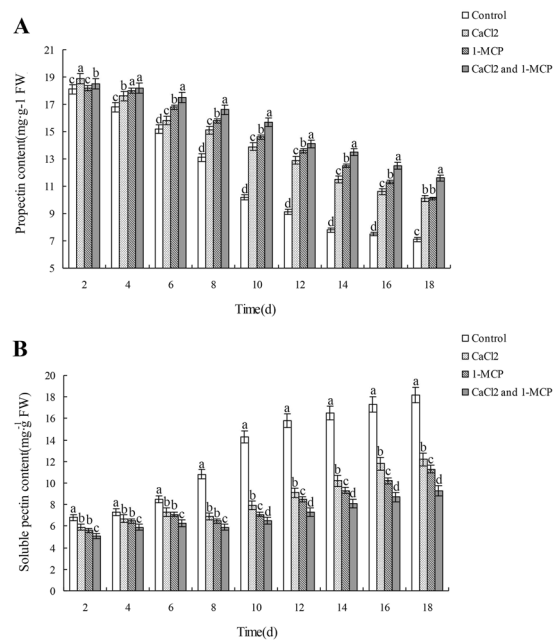 A
Control
CaCl2
1-MCP
CaCl2 and 1-MCP
Propectin content(mg·g-1 FW
21
19
17
15
13
11
9
7
5
c a c b
c b a a
d c b a
d c b a
d c b a
d c b a
d c b a
d c b a
c b b a
2 4 6 8 10 12 14 16 18
Time(d)
B
Control
CaCl2
1-MCP
CaCl2 and 1-MCP
Soluble pectin content(mg·g-1 FW)
20
18
16
14
12
10
8
6
4
2
0
a b b c
a b b c
a b b c
a b b c
a b c d
a b c d
a b c d
a b c d
a b c d
2 4 6 8 10 12 14 16 18
Time(d)